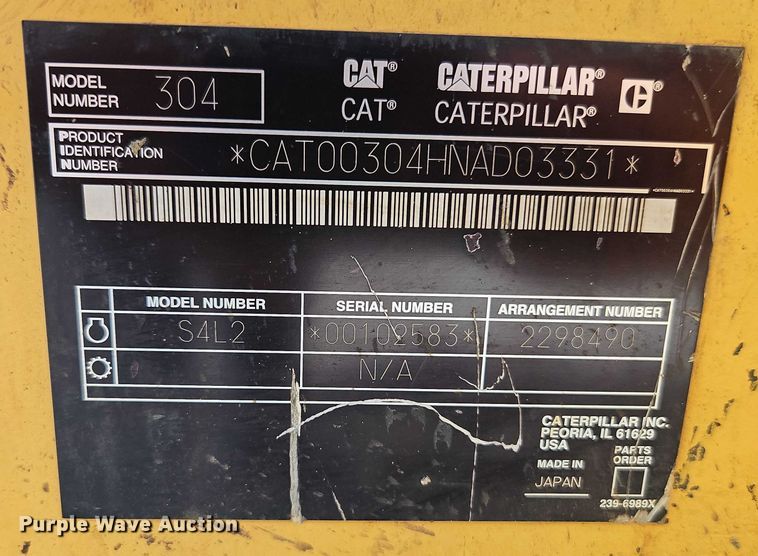 MODEL NUMBER 304
CAT® CATERPILLAR® C®
CAT® CATERPILLAR®
PRODUCT IDENTIFICATION NUMBER *CAT00304HNAD03331*
*CAT00304HNAD03331*
MODEL NUMBER SERIAL NUMBER ARRANGEMENT NUMBER
S4L2 *00102583* 2298490
N/A
CATERPILLAR INC.
PEORIA, IL 61629
USA
MADE IN JAPAN
PARTS ORDER
239-6989X
Purple Wave Auction